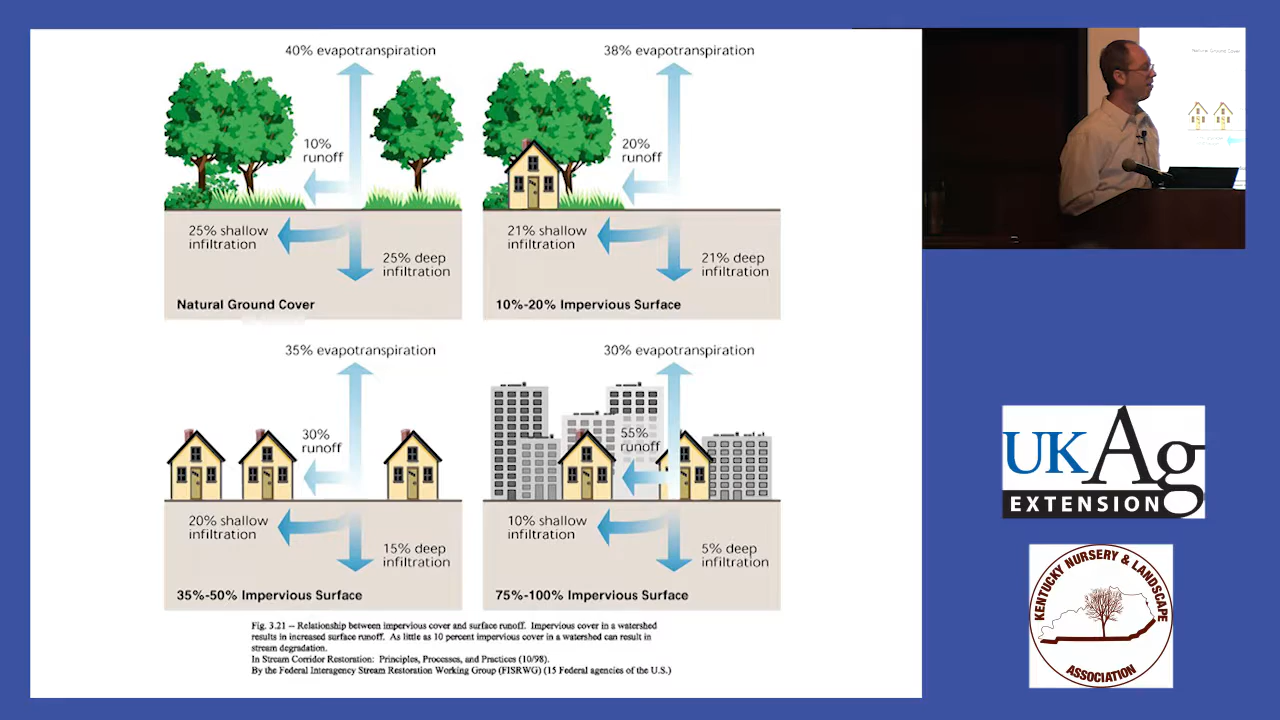 40% evapotranspiration
10%
runoff
25% shallow
infiltration
25% deep
infiltration
Natural Ground Cover
38% evapotranspiration
20%
runoff
21% shallow
infiltration
21% deep
infiltration
10%-20% Impervious Surface
35% evapotranspiration
30%
runoff
20% shallow
infiltration
15% deep
infiltration
35%-50% Impervious Surface
30% evapotranspiration
55%
runoff
10% shallow
infiltration
5% deep
infiltration
75%-100% Impervious Surface
Fig. 3.21 -- Relationship between impervious cover and surface runoff. Impervious cover in a watershed
results in increased surface runoff. As little as 10 percent impervious cover in a watershed can result in
stream degradation.
In Stream Corridor Restoration: Principles, Processes, and Practices (10/98).
By the Federal Interagency Stream Restoration Working Group (FISRWG) (15 Federal agencies of the U.S.)
Natural Ground Cover
UKAg
EXTENSION
KENTUCKY NURSERY & LANDSCAPE
ASSOCIATION